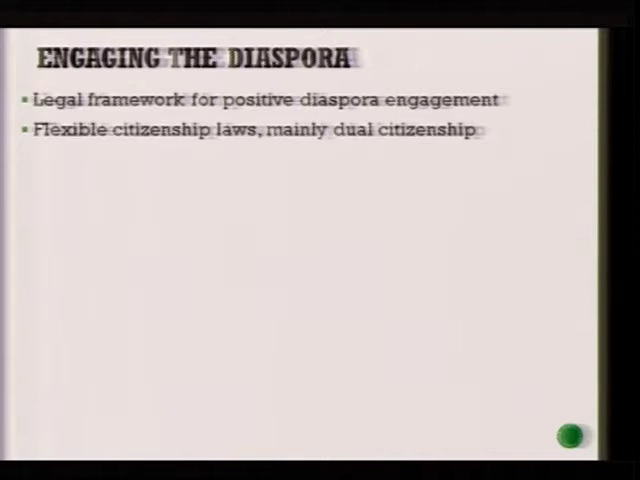 ENGAGING THE DIASPORA
Legal framework for positive diaspora engagement
Flexible citizenship laws, mainly dual citizenship